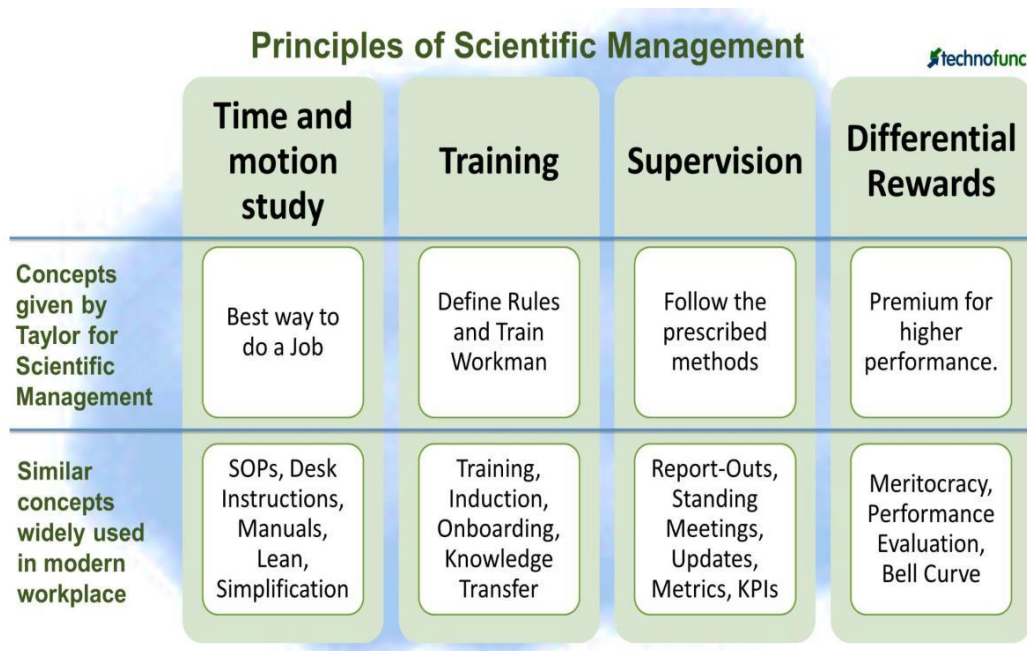 Principles of Scientific Management
technofunc
Time and
motion
study
Training
Supervision
Differential
Rewards
Concepts
given by
Taylor for
Scientific
Management
Best way to
do a Job
Define Rules
and Train
Workman
Follow the
prescribed
methods
Premium for
higher
performance.
Similar
concepts
widely used
in modern
workplace
SOPs, Desk
Instructions,
Manuals,
Lean,
Simplification
Training,
Induction,
Onboarding,
Knowledge
Transfer
Report-Outs,
Standing
Meetings,
Updates,
Metrics, KPIs
Meritocracy,
Performance
Evaluation,
Bell Curve